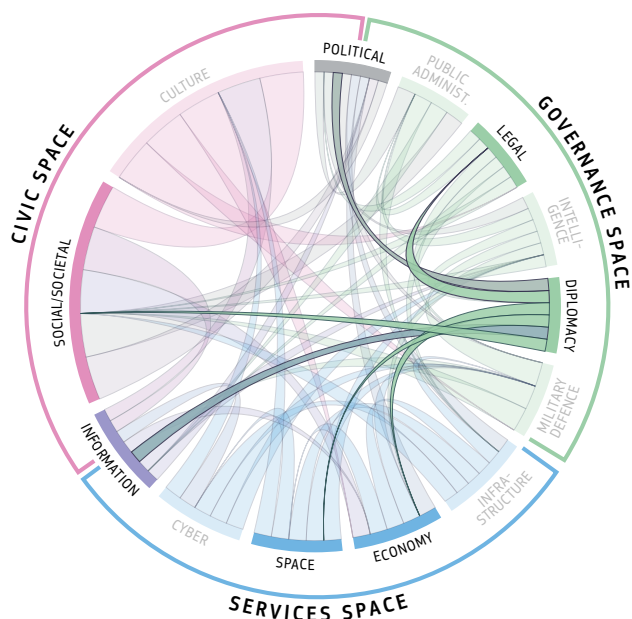 POLITICAL
PUBLIC
ADMINIST.
LEGAL
INTELLI-
GENCE
DIPLOMACY
MILITARY
DEFENCE
INFRA-
STRUCTURE
ECONOMY
SPACE
CYBER
INFORMATION
SOCIAL/SOCIETAL
CULTURE
CIVIC SPACE
GOVERNANCE SPACE
SERVICES SPACE